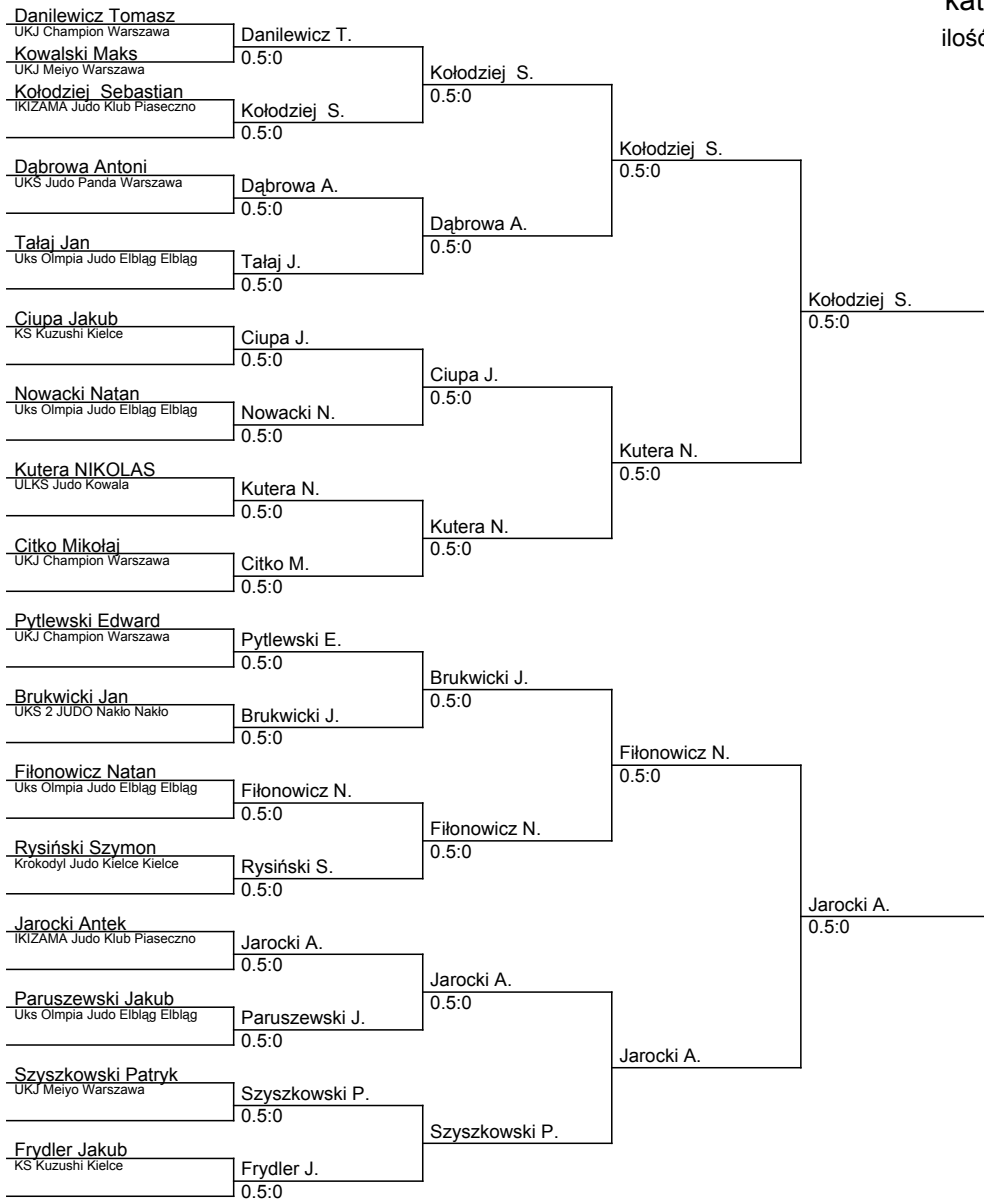 kat
ilość
Danilewicz Tomasz
UKJ Champion Warszawa
Kowalski Maks
UKJ Meiyo Warszawa
Kołodziej Sebastian
IKIZAMA Judo Klub Piaseczno
Dąbrowa Antoni
UKS Judo Panda Warszawa
Tałaj Jan
Uks Olmpia Judo Elbląg Elbląg
Ciupa Jakub
KS Kuzushi Kielce
Nowacki Natan
Uks Olmpia Judo Elbląg Elbląg
Kutera NIKOLAS
ULKS Judo Kowala
Citko Mikołaj
UKJ Champion Warszawa
Pytlewski Edward
UKJ Champion Warszawa
Brukwicki Jan
UKS 2 JUDO Nakło Nakło
Fiłonowicz Natan
Uks Olmpia Judo Elbląg Elbląg
Rysiński Szymon
Krokodyl Judo Kielce Kielce
Jarocki Antek
IKIZAMA Judo Klub Piaseczno
Paruszewski Jakub
Uks Olmpia Judo Elbląg Elbląg
Szyszkowski Patryk
UKJ Meiyo Warszawa
Frydler Jakub
KS Kuzushi Kielce
Danilewicz T.
0.5:0
Kołodziej S.
0.5:0
Dąbrowa A.
0.5:0
Tałaj J.
0.5:0
Ciupa J.
0.5:0
Nowacki N.
0.5:0
Kutera N.
0.5:0
Citko M.
0.5:0
Pytlewski E.
0.5:0
Brukwicki J.
0.5:0
Fiłonowicz N.
0.5:0
Rysiński S.
0.5:0
Jarocki A.
0.5:0
Paruszewski J.
0.5:0
Szyszkowski P.
0.5:0
Frydler J.
0.5:0
Kołodziej S.
0.5:0
Dąbrowa A.
0.5:0
Ciupa J.
0.5:0
Kutera N.
0.5:0
Brukwicki J.
0.5:0
Fiłonowicz N.
0.5:0
Jarocki A.
0.5:0
Szyszkowski P.
Kołodziej S.
0.5:0
Kutera N.
0.5:0
Fiłonowicz N.
0.5:0
Jarocki A.
Kołodziej S.
0.5:0
Jarocki A.
0.5:0